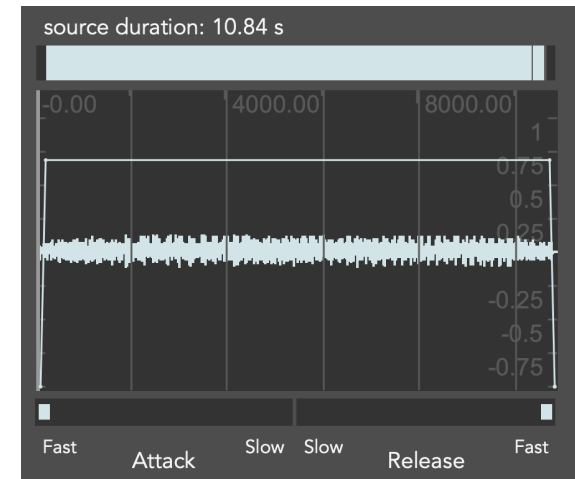 source duration: 10.84 s
-0.00 4000.00 8000.00
1
0.75
0.5
0.25
-0.25
-0.5
-0.75
Fast Slow Slow Fast
Attack Release